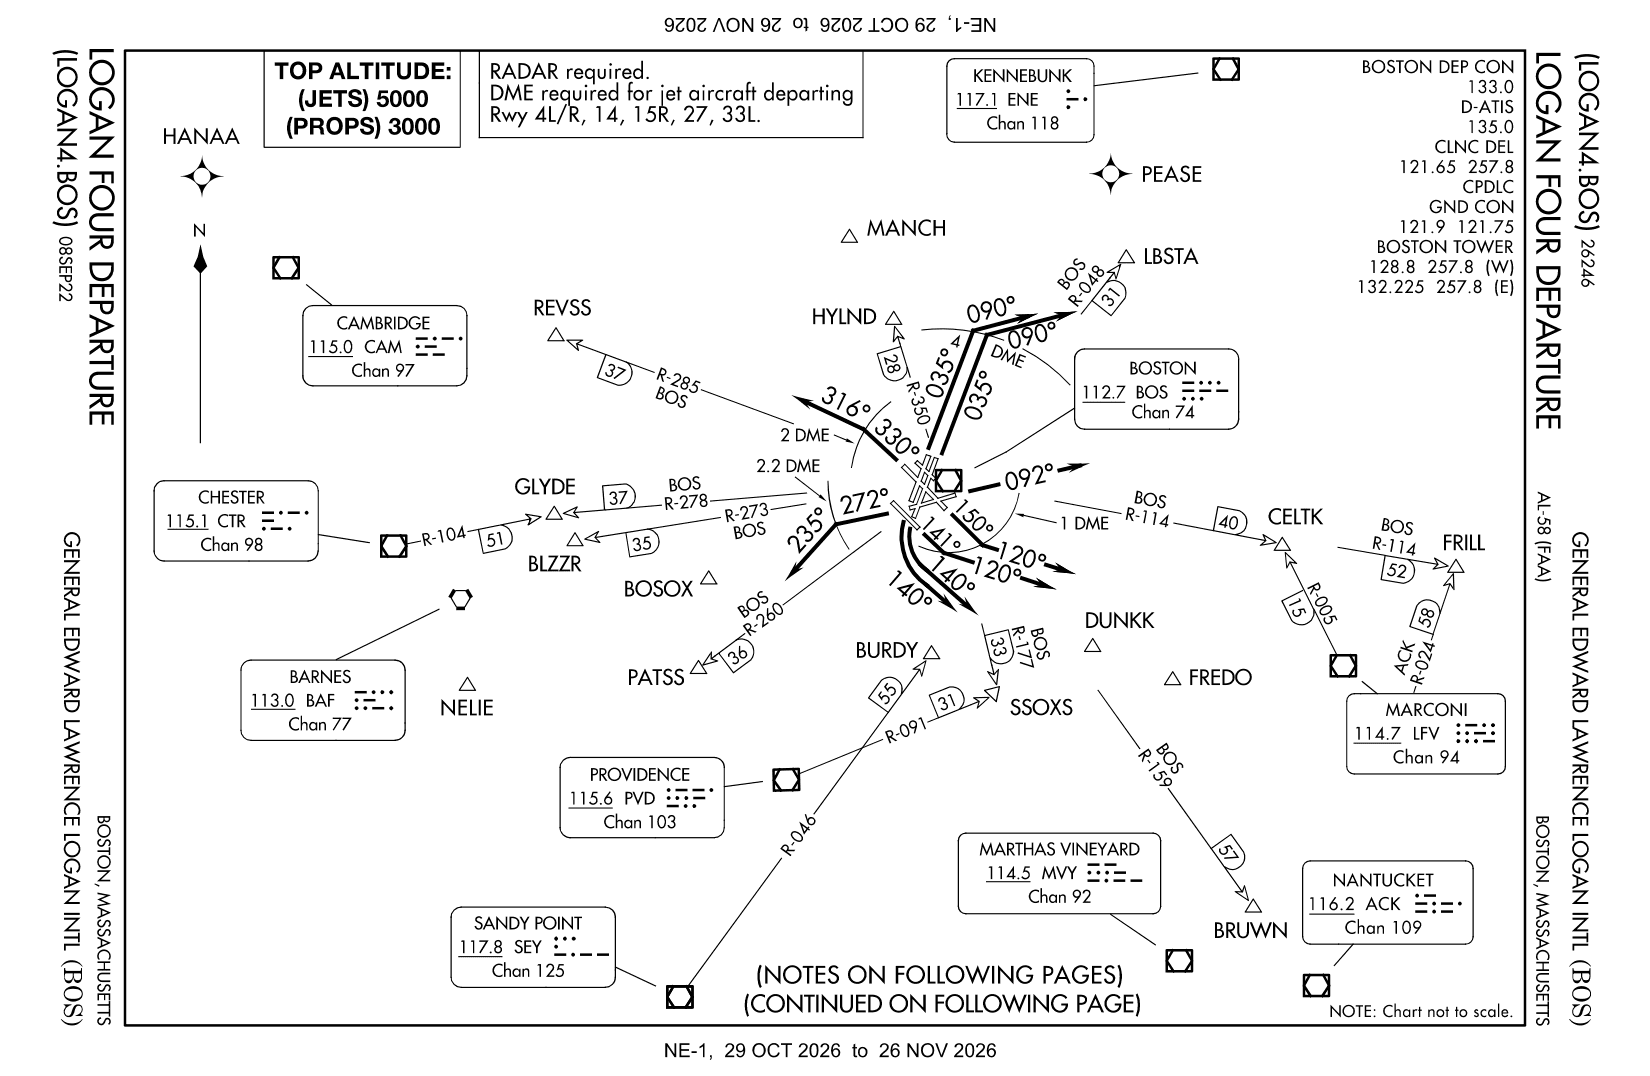 NE-1, 29 OCT 2026 to 26 NOV 2026
LOGAN FOUR DEPARTURE
(LOGAN4.BOS) 08SEP22
GENERAL EDWARD LAWRENCE LOGAN INTL (BOS)
BOSTON, MASSACHUSETTS
(LOGAN4.BOS) 26246
LOGAN FOUR DEPARTURE
AL-58 (FAA)
GENERAL EDWARD LAWRENCE LOGAN INTL (BOS)
BOSTON, MASSACHUSETTS
TOP ALTITUDE:
(JETS) 5000
(PROPS) 3000
RADAR required.
DME required for jet aircraft departing
Rwy 4L/R, 14, 15R, 27, 33L.
KENNEBUNK
117.1 ENE
Chan 118
BOSTON DEP CON
133.0
D-ATIS
135.0
CLNC DEL
121.65 257.8
CPDLC
GND CON
121.9 121.75
BOSTON TOWER
128.8 257.8 (W)
132.225 257.8 (E)
HANAA
N
PEASE
MANCH
LBSTA
BOS
R-048
31
CAMBRIDGE
115.0 CAM
Chan 97
REVSS
37
R-285
BOS
HYLND
28
R-350
090°
090°
4
DME
035°
035°
BOSTON
112.7 BOS
Chan 74
316°
330°
2 DME
2.2 DME
272°
235°
092°
1 DME
150°
141°
120°
120°
140°
140°
CHESTER
115.1 CTR
Chan 98
R-104
51
GLYDE
37
BOS
R-278
BLZZR
35
R-273
BOS
BOSOX
BOS
R-260
36
PATSS
BOS
R-114
40
CELTK
BOS
R-114
52
FRILL
15
R-005
ACK
R-024
58
BARNES
113.0 BAF
Chan 77
NELIE
BURDY
55
R-046
33
BOS
R-177
SSOXS
31
R-091
DUNKK
FREDO
MARCONI
114.7 LFV
Chan 94
PROVIDENCE
115.6 PVD
Chan 103
BOS
R-159
57
BRUWN
MARTHAS VINEYARD
114.5 MVY
Chan 92
NANTUCKET
116.2 ACK
Chan 109
SANDY POINT
117.8 SEY
Chan 125
(NOTES ON FOLLOWING PAGES)
(CONTINUED ON FOLLOWING PAGE)
NOTE: Chart not to scale.
NE-1, 29 OCT 2026 to 26 NOV 2026